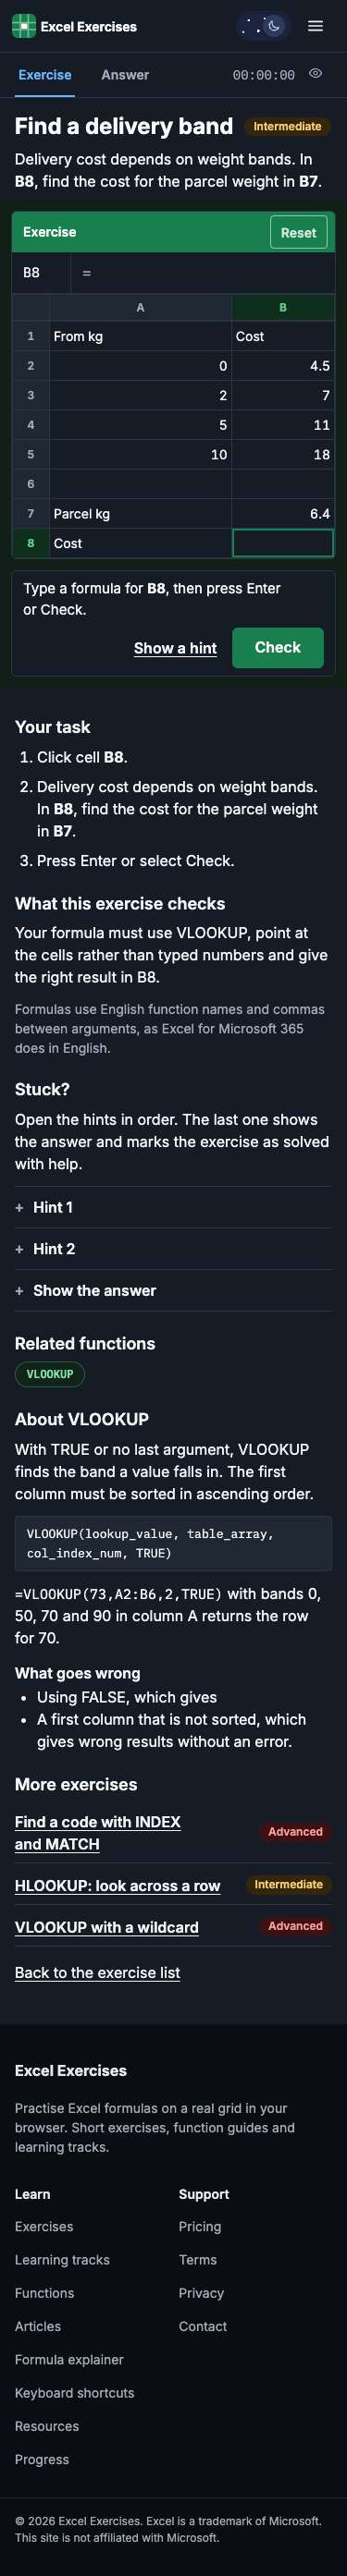 Excel Exercises
Exercise
Answer
00:00:00
Find a delivery band
Intermediate
Delivery cost depends on weight bands. In
B8, find the cost for the parcel weight in B7.
Exercise
Reset
B8
=
A
B
1
From kg
Cost
2
0
4.5
3
2
7
4
5
11
5
10
18
6
7
Parcel kg
6.4
8
Cost
Type a formula for B8, then press Enter
or Check.
Show a hint
Check
Your task
1. Click cell B8.
2. Delivery cost depends on weight bands.
In B8, find the cost for the parcel weight
in B7.
3. Press Enter or select Check.
What this exercise checks
Your formula must use VLOOKUP, point at
the cells rather than typed numbers and give
the right result in B8.
Formulas use English function names and commas
between arguments, as Excel for Microsoft 365
does in English.
Stuck?
Open the hints in order. The last one shows
the answer and marks the exercise as solved
with help.
+ Hint 1
+ Hint 2
+ Show the answer
Related functions
VLOOKUP
About VLOOKUP
With TRUE or no last argument, VLOOKUP
finds the band a value falls in. The first
column must be sorted in ascending order.
VLOOKUP(lookup_value, table_array,
col_index_num, TRUE)
=VLOOKUP(73,A2:B6,2,TRUE) with bands 0,
50, 70 and 90 in column A returns the row
for 70.
What goes wrong
• Using FALSE, which gives
• A first column that is not sorted, which
gives wrong results without an error.
More exercises
Find a code with INDEX
and MATCH
Advanced
HLOOKUP: look across a row
Intermediate
VLOOKUP with a wildcard
Advanced
Back to the exercise list
Excel Exercises
Practise Excel formulas on a real grid in your
browser. Short exercises, function guides and
learning tracks.
Learn
Exercises
Learning tracks
Functions
Articles
Formula explainer
Keyboard shortcuts
Resources
Progress
Support
Pricing
Terms
Privacy
Contact
© 2026 Excel Exercises. Excel is a trademark of Microsoft.
This site is not affiliated with Microsoft.